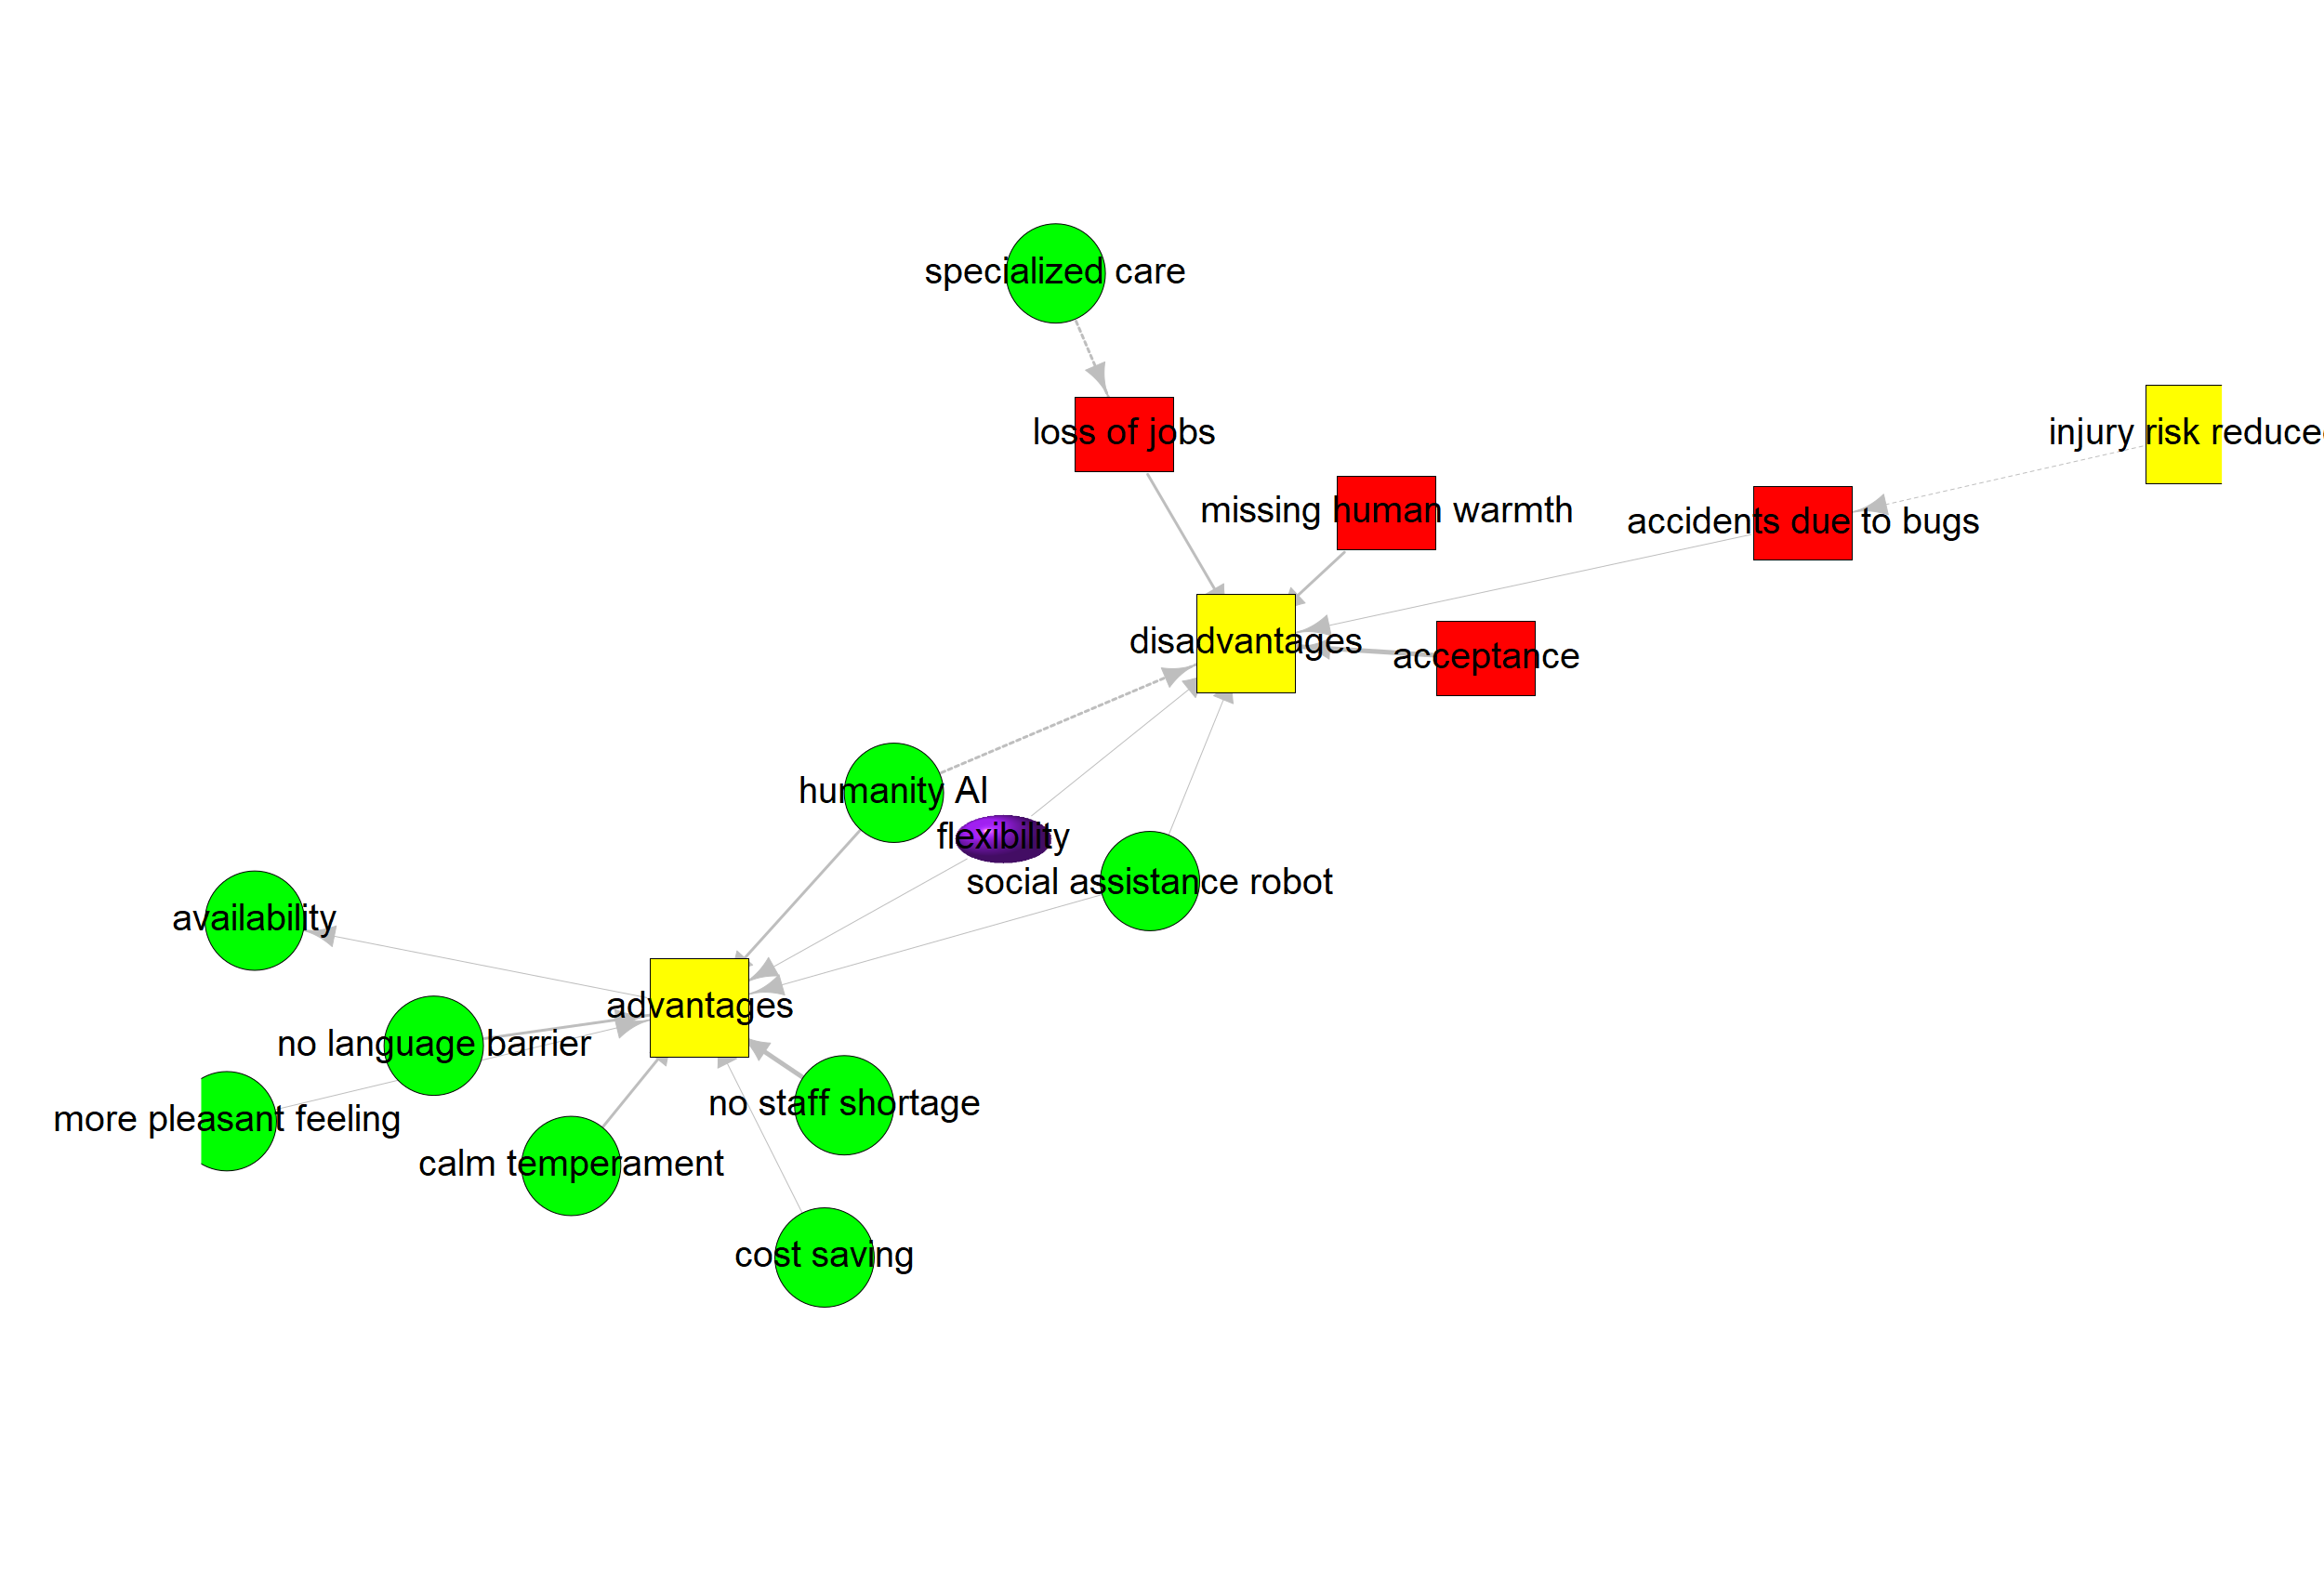 specialized care
loss of jobs
injury risk reduce
missing human warmth
accidents due to bugs
disadvantages
acceptance
humanity AI
flexibility
social assistance robot
availability
advantages
no language barrier
no staff shortage
more pleasant feeling
calm temperament
cost saving